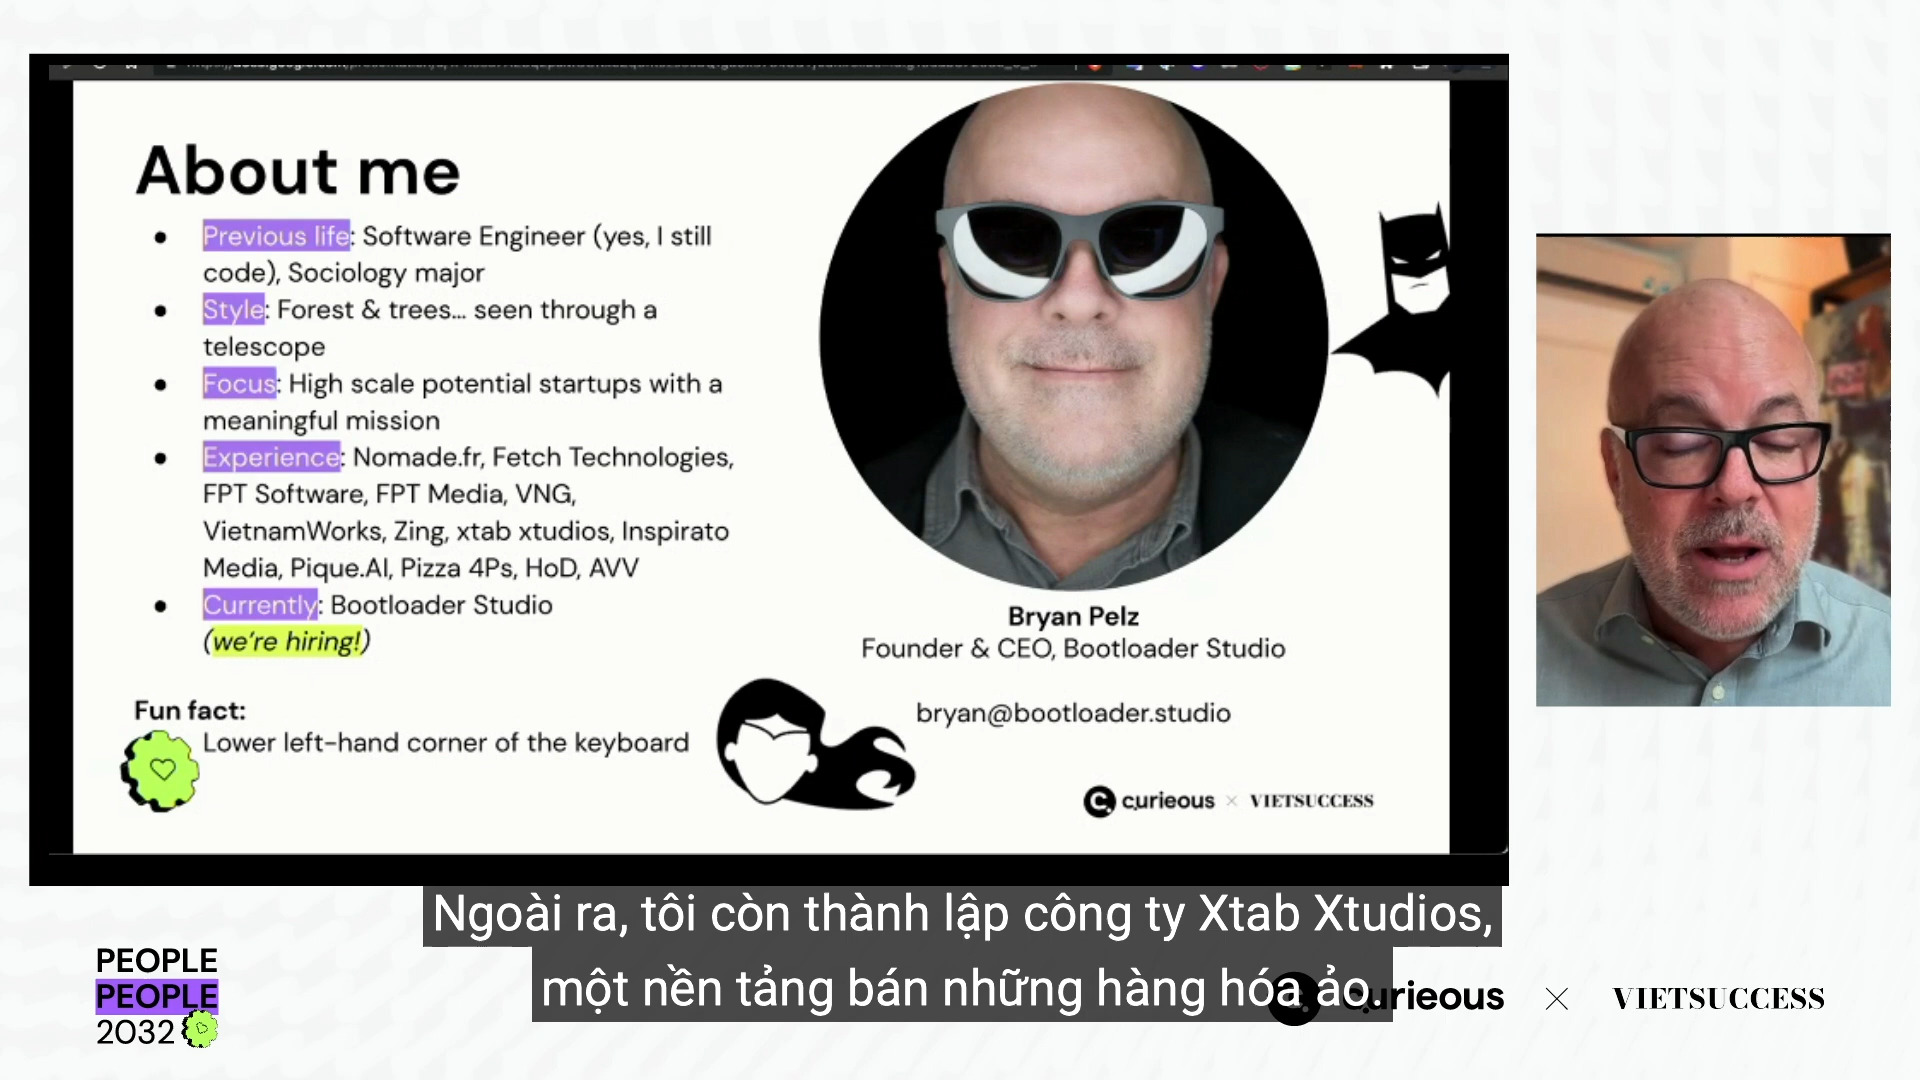 About me
● Previous life: Software Engineer (yes, I still
code), Sociology major
● Style: Forest & trees... seen through a
telescope
● Focus: High scale potential startups with a
meaningful mission
● Experience: Nomade.fr, Fetch Technologies,
FPT Software, FPT Media, VNG,
VietnamWorks, Zing, xtab xtudios, Inspirato
Media, Pique.AI, Pizza 4Ps, HoD, AVV
● Currently: Bootloader Studio
(we're hiring!)
Fun fact:
Lower left-hand corner of the keyboard
Bryan Pelz
Founder & CEO, Bootloader Studio
bryan@bootloader.studio
curieous × VIETSUCCESS
Ngoài ra, tôi còn thành lập công ty Xtab Xtudios,
một nền tảng bán những hàng hóa ảo.
PEOPLE
PEOPLE
2032
curieous × VIETSUCCESS